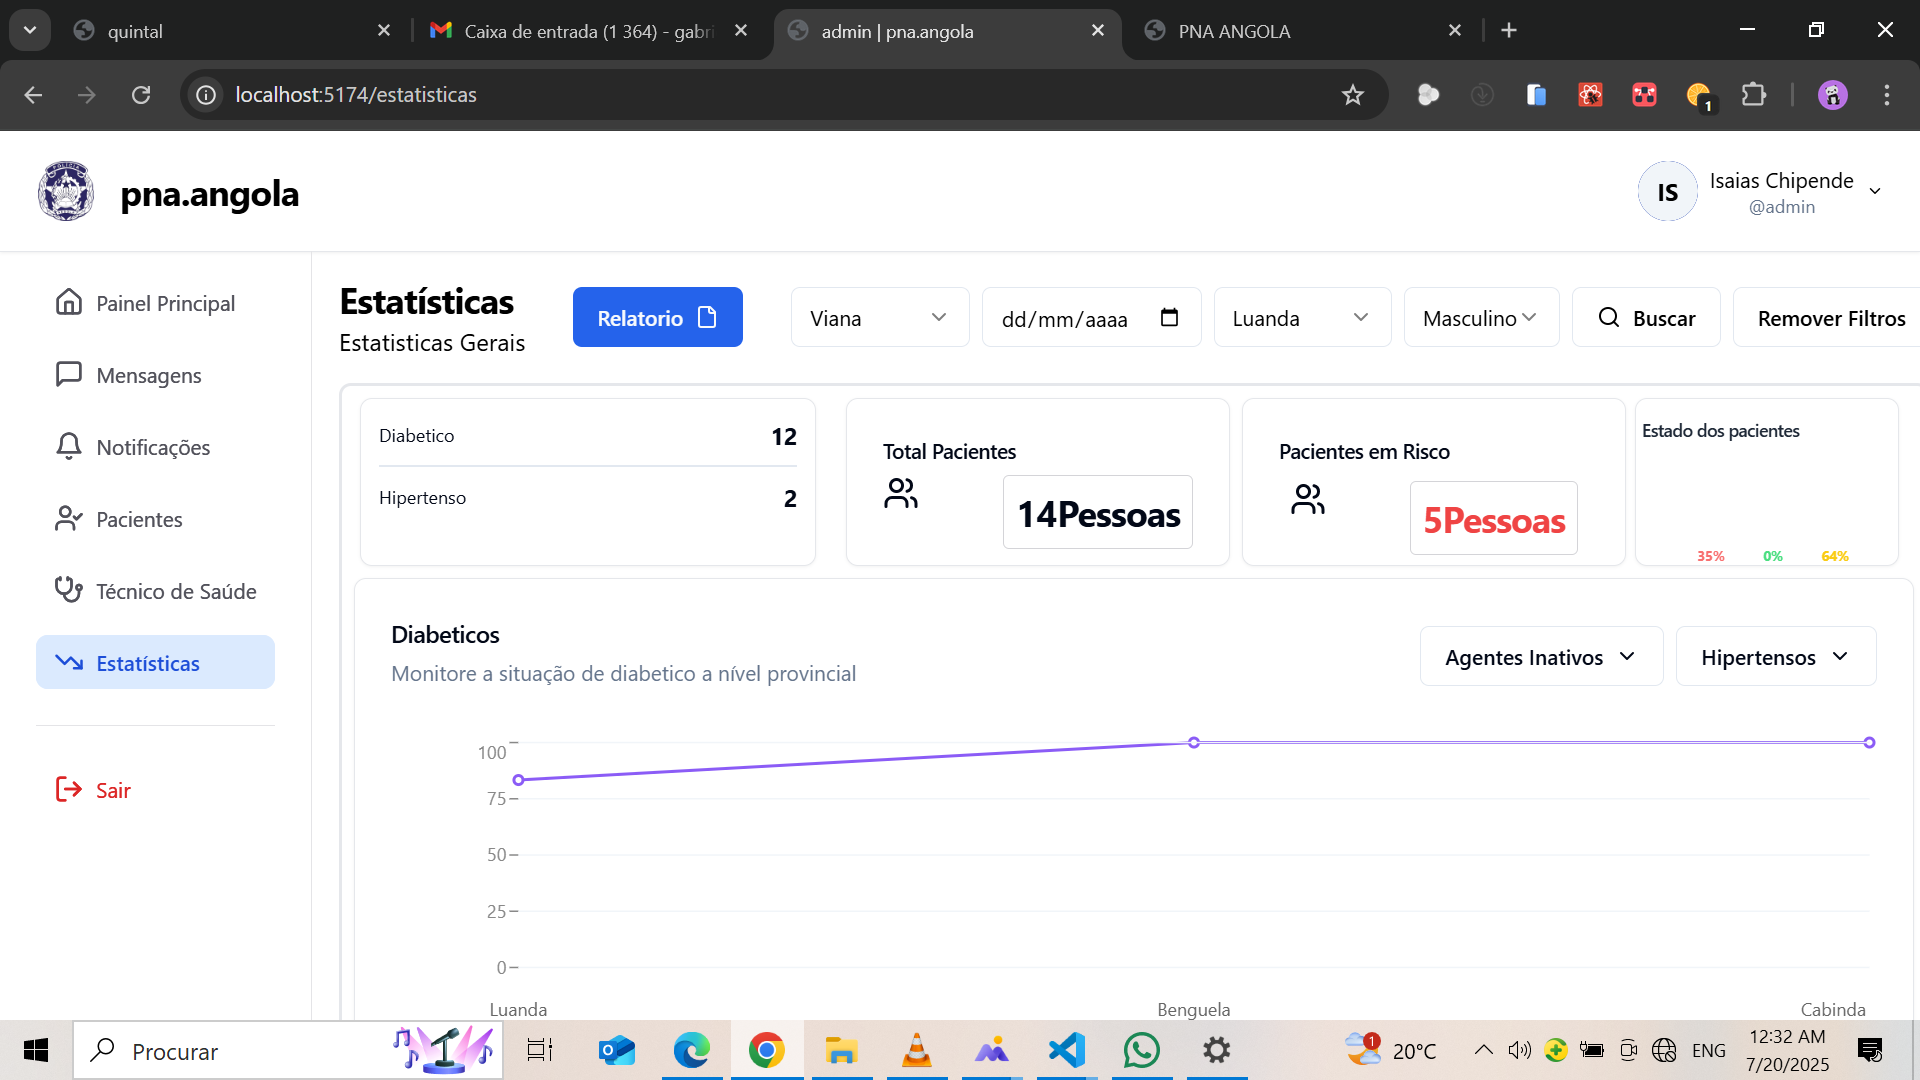 quintal
Caixa de entrada (1 364) - gabri
admin | pna.angola
PNA ANGOLA
localhost:5174/estatisticas
1
pna.angola
IS
Isaias Chipende
@admin
Painel Principal
Mensagens
Notificações
Pacientes
Técnico de Saúde
Estatísticas
Sair
Estatísticas
Estatisticas Gerais
Relatorio
Viana
dd/mm/aaaa
Luanda
Masculino
Buscar
Remover Filtros
Diabetico 12
Hipertenso 2
Total Pacientes
14Pessoas
Pacientes em Risco
5Pessoas
Estado dos pacientes
35% 0% 64%
Diabeticos
Monitore a situação de diabetico a nível provincial
Agentes Inativos
Hipertensos
100
75
50
25
0
Luanda Benguela Cabinda
Procurar
1
20°C
ENG
12:32 AM
7/20/2025